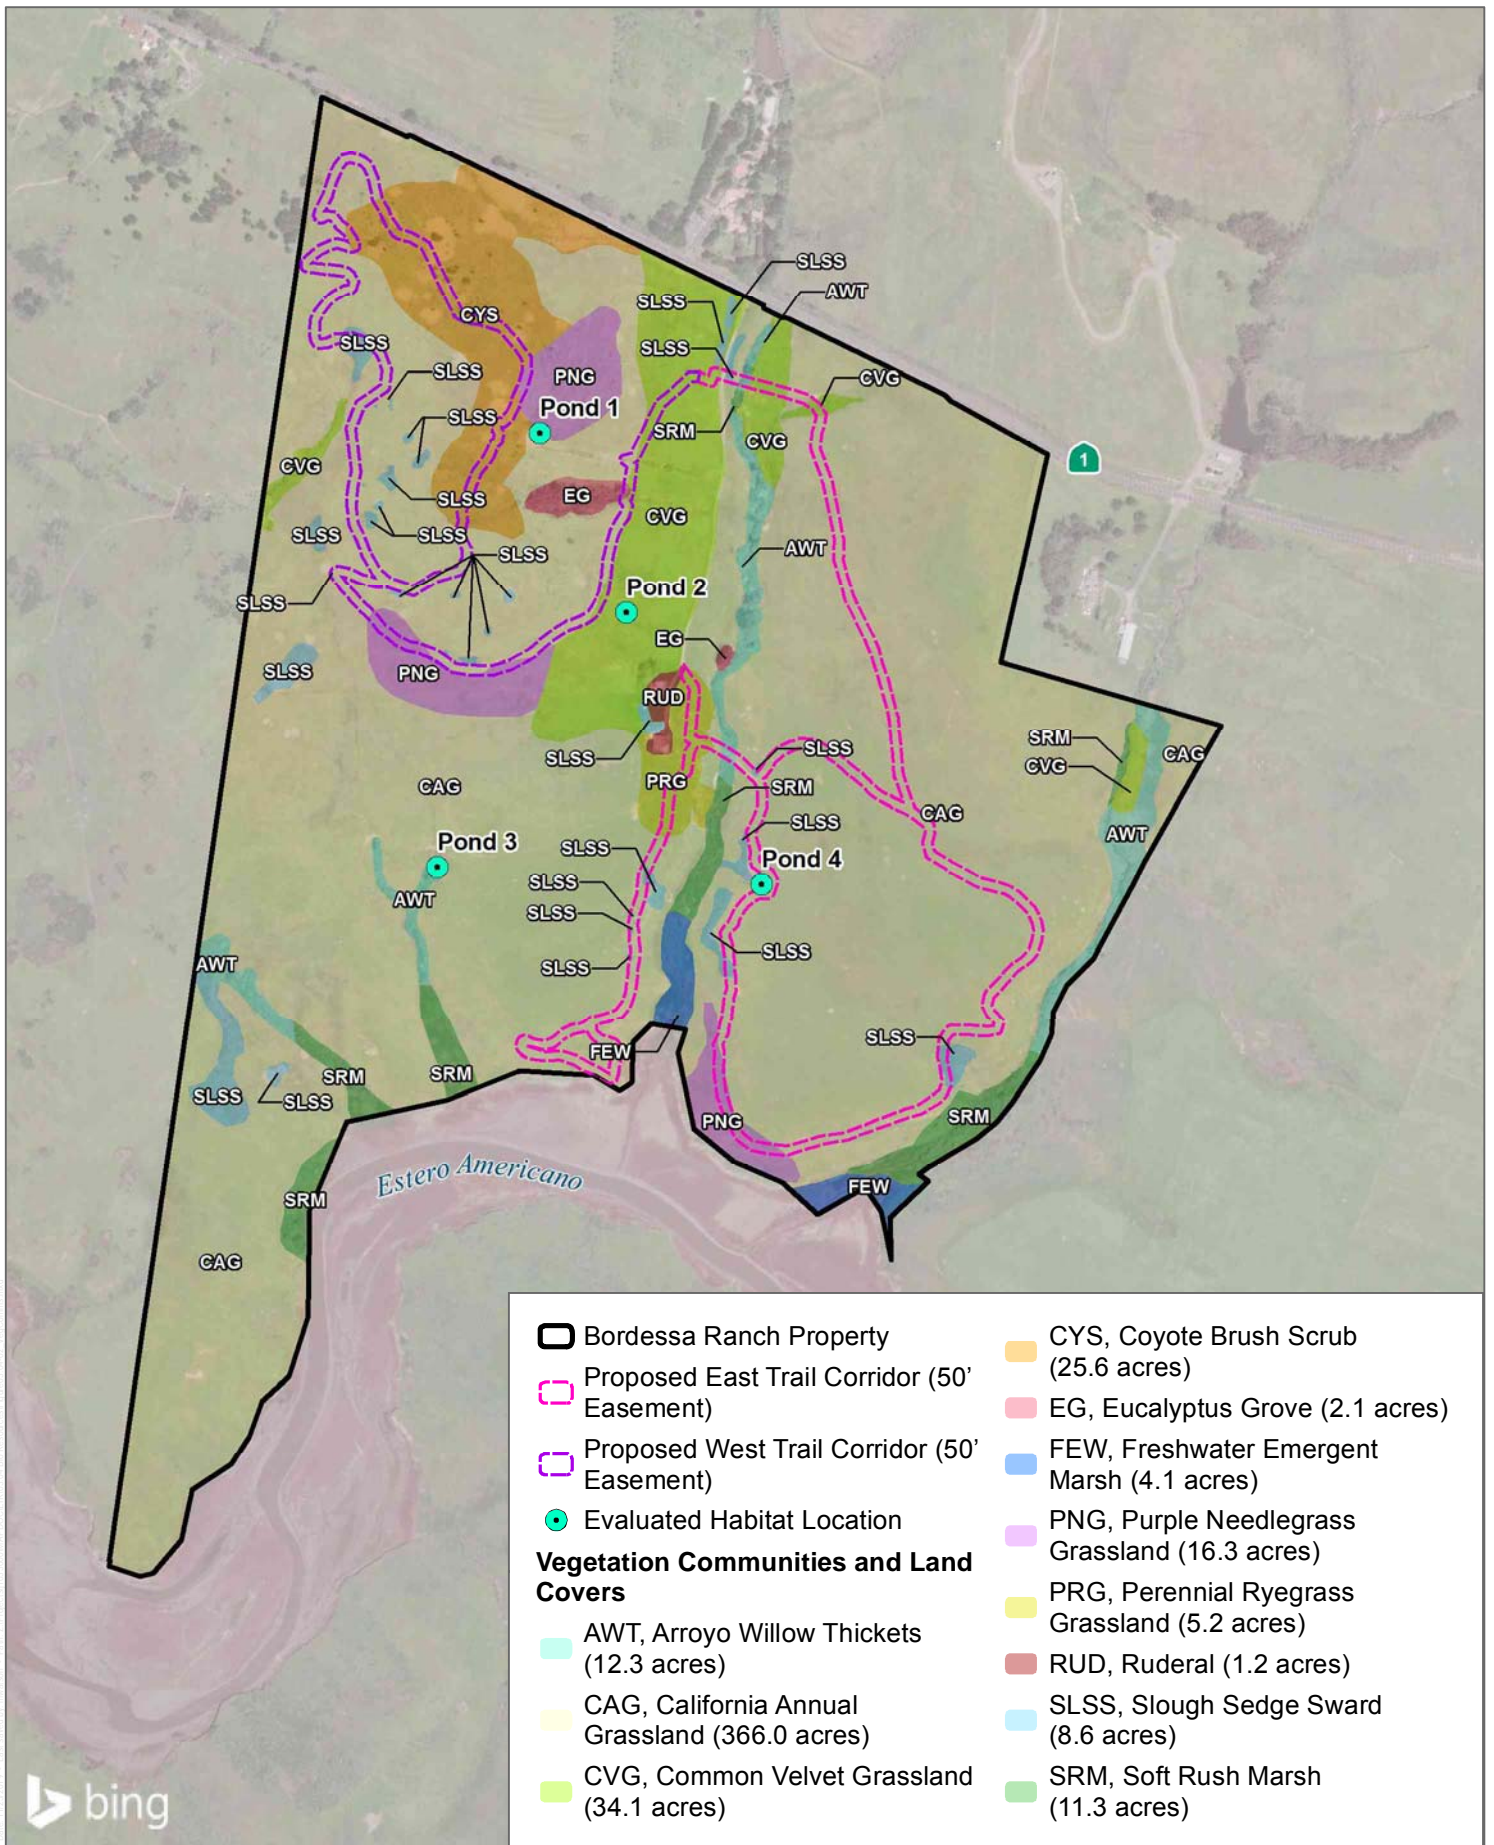 SLSS
AWT
SLSS
CYS
SLSS
SLSS
SLSS
PNG
CVG
Pond 1
SLSS
SRM
CVG
1
CVG
EG
SLSS
CVG
SLSS
SLSS
SLSS
AWT
Pond 2
SLSS
EG
SLSS
PNG
RUD
SRM
SLSS
CAG
SLSS
CVG
PRG
CAG
SRM
CAG
SLSS
AWT
Pond 3
SLSS
Pond 4
SLSS
AWT
SLSS
SLSS
AWT
SLSS
SLSS
FEW
SRM
SRM
SLSS
SLSS
PNG
SRM
Estero Americano
FEW
SRM
CAG
Bordessa Ranch Property
Proposed East Trail Corridor (50'
Easement)
Proposed West Trail Corridor (50'
Easement)
Evaluated Habitat Location
Vegetation Communities and Land
Covers
AWT, Arroyo Willow Thickets
(12.3 acres)
CAG, California Annual
Grassland (366.0 acres)
CVG, Common Velvet Grassland
(34.1 acres)
CYS, Coyote Brush Scrub
(25.6 acres)
EG, Eucalyptus Grove (2.1 acres)
FEW, Freshwater Emergent
Marsh (4.1 acres)
PNG, Purple Needlegrass
Grassland (16.3 acres)
PRG, Perennial Ryegrass
Grassland (5.2 acres)
RUD, Ruderal (1.2 acres)
SLSS, Slough Sedge Sward
(8.6 acres)
SRM, Soft Rush Marsh
(11.3 acres)
bing